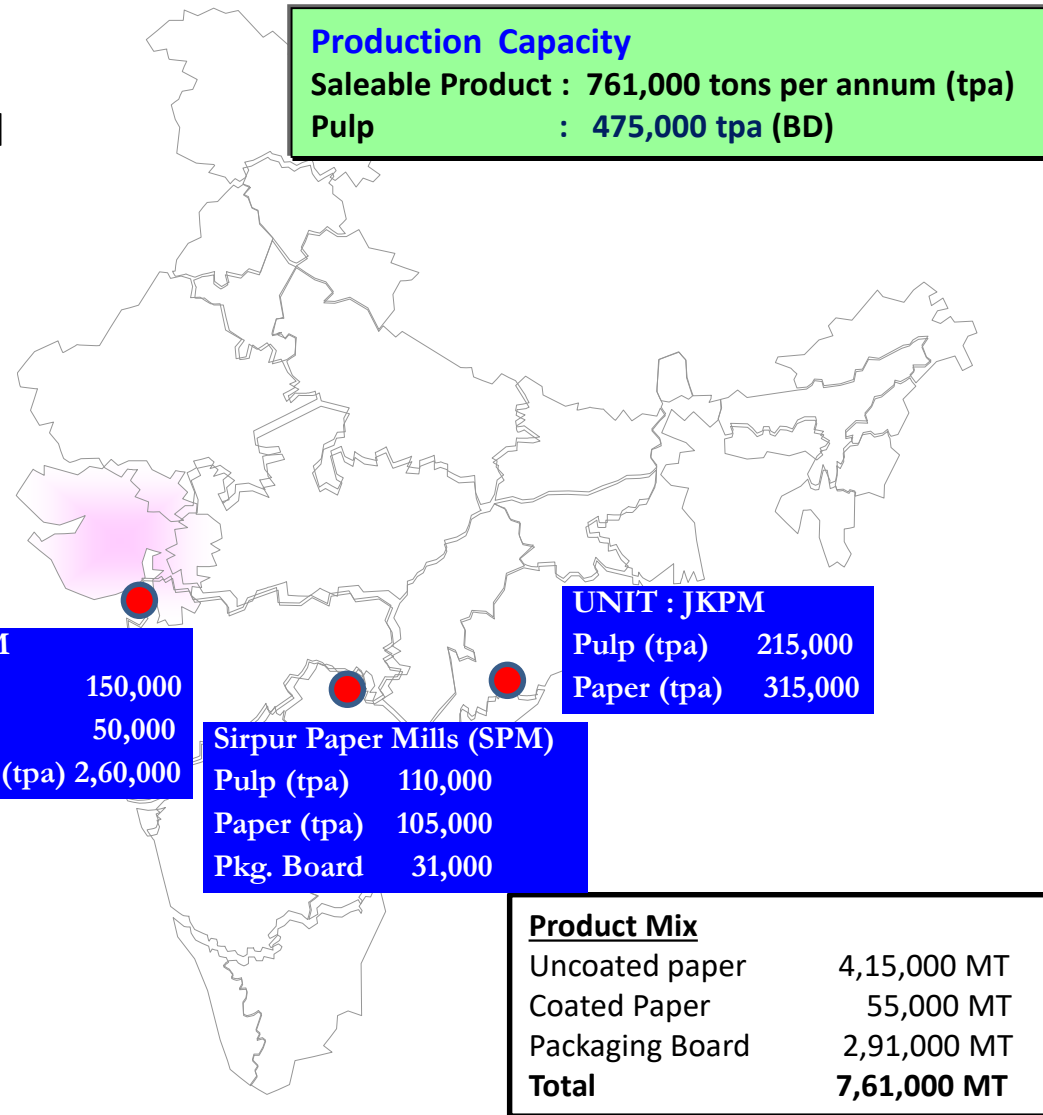 Production Capacity
Saleable Product : 761,000 tons per annum (tpa)
Pulp : 475,000 tpa (BD)
UNIT : JKPM
Pulp (tpa) 215,000
Paper (tpa) 315,000
M
150,000
50,000
(tpa) 2,60,000
Sirpur Paper Mills (SPM)
Pulp (tpa) 110,000
Paper (tpa) 105,000
Pkg. Board 31,000
Product Mix
Uncoated paper 4,15,000 MT
Coated Paper 55,000 MT
Packaging Board 2,91,000 MT
Total 7,61,000 MT